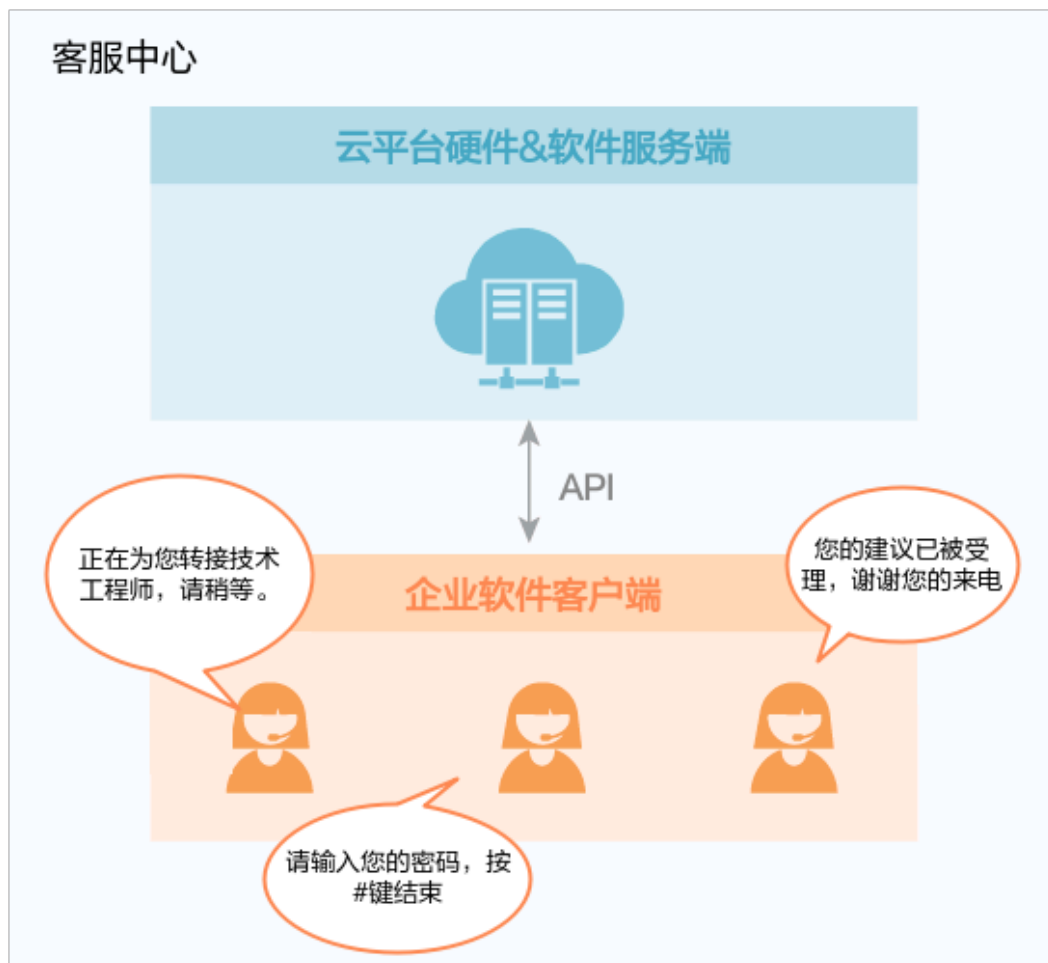 客服中心
云平台硬件&软件服务端
API
正在为您转接技术
工程师，请稍等。
您的建议已被受
理，谢谢您的来电
企业软件客户端
请输入您的密码，按
#键结束